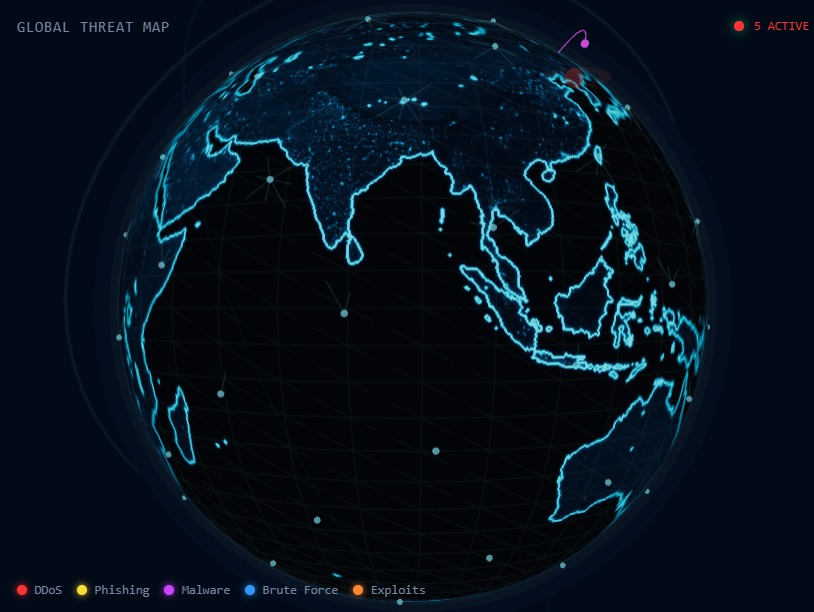 GLOBAL THREAT MAP
5 ACTIVE
DDoS Phishing Malware Brute Force Exploits